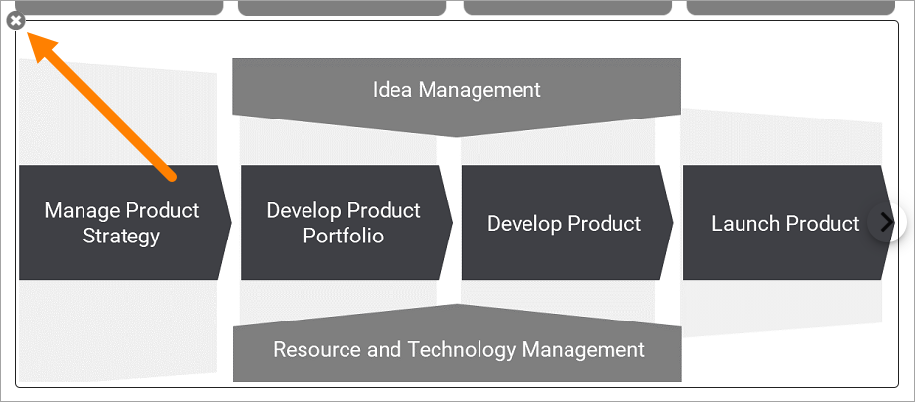 Idea Management
Manage Product
Strategy
Develop Product
Portfolio
Develop Product
Launch Product
Resource and Technology Management